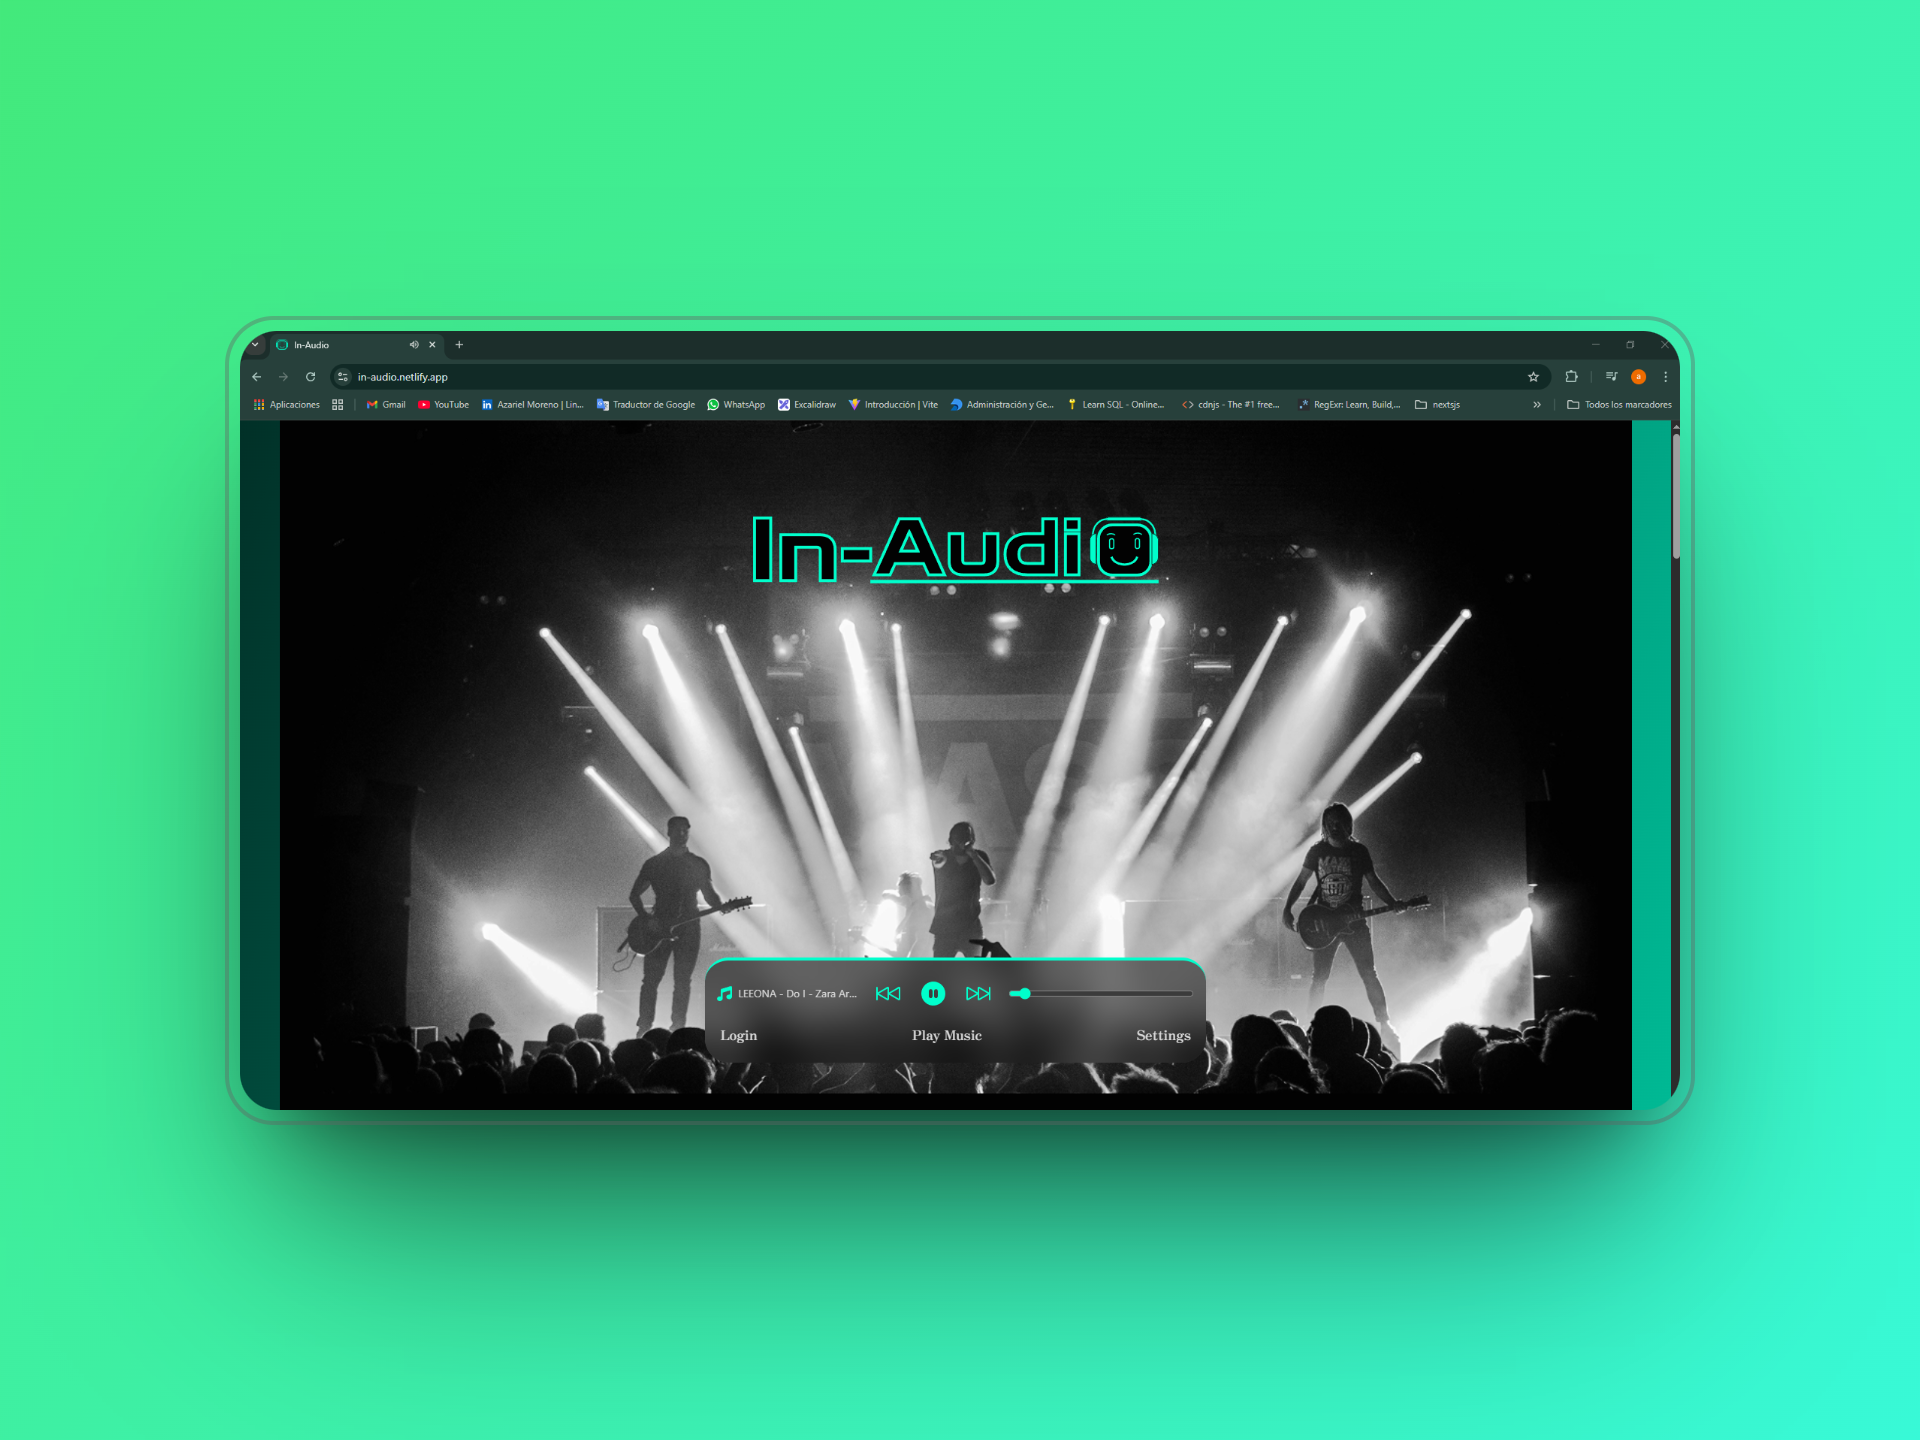 In-Audio
in-audio.netlify.app
a
Aplicaciones Gmail YouTube Azariel Moreno | Lin... Traductor de Google WhatsApp Excalidraw Introducción | Vite Administración y Ge... Learn SQL - Online... cdnjs - The #1 free... RegExr: Learn, Build,... nextsjs Todos los marcadores
In-Audio
LEEONA - Do I - Zara Ar...
Login Play Music Settings